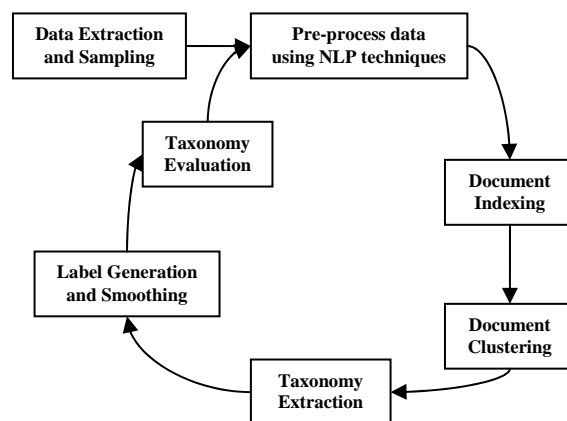 Data Extraction
and Sampling
Pre-process data
using NLP techniques
Taxonomy
Evaluation
Document
Indexing
Label Generation
and Smoothing
Document
Clustering
Taxonomy
Extraction